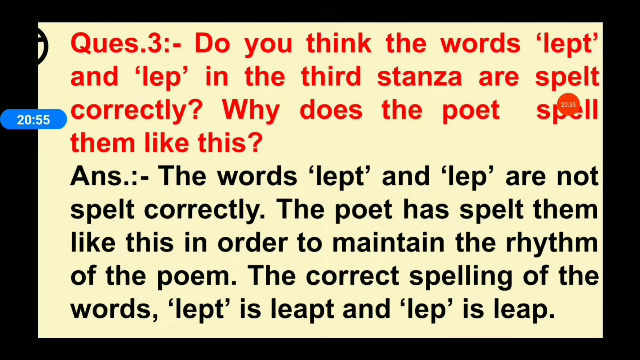 Ques.3:- Do you think the words ‘lept’
and ‘lep’ in the third stanza are spelt
correctly? Why does the poet spell
them like this?
Ans.:- The words ‘lept’ and ‘lep’ are not
spelt correctly. The poet has spelt them
like this in order to maintain the rhythm
of the poem. The correct spelling of the
words, ‘lept’ is leapt and ‘lep’ is leap.
20:55
20:55